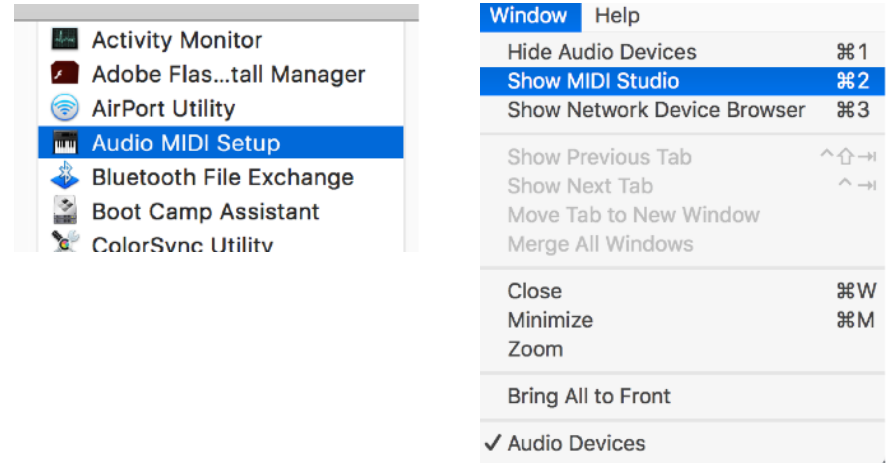 Activity Monitor
Adobe Flas...tall Manager
AirPort Utility
Audio MIDI Setup
Bluetooth File Exchange
Boot Camp Assistant
ColorSync Utility
Window Help
Hide Audio Devices ⌘1
Show MIDI Studio ⌘2
Show Network Device Browser ⌘3
Show Previous Tab ^⇧⇥
Show Next Tab ^⇥
Move Tab to New Window
Merge All Windows
Close ⌘W
Minimize ⌘M
Zoom
Bring All to Front
✓ Audio Devices